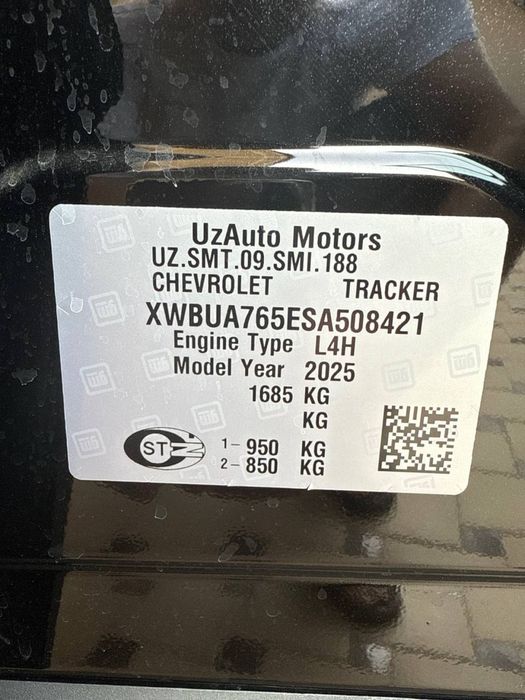 UzAuto Motors
UZ.SMT.09.SMI.188
CHEVROLET TRACKER
XWBUA765ESA508421
Engine Type L4H
Model Year 2025
1685 KG
KG
1- 950 KG
2- 850 KG